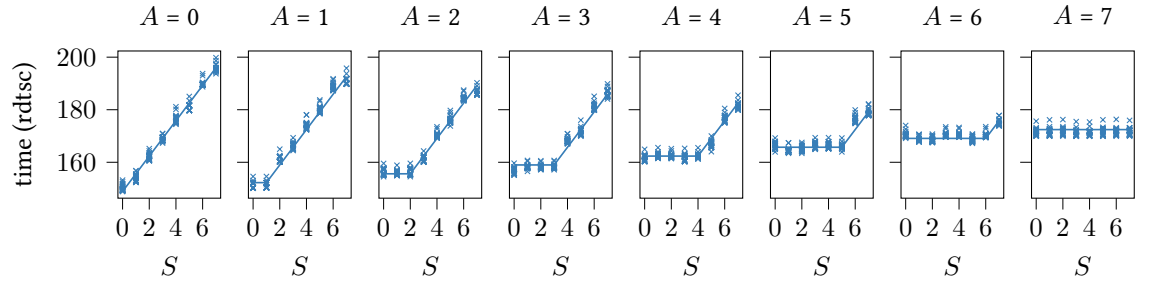 A = 0 A = 1 A = 2 A = 3 A = 4 A = 5 A = 6 A = 7
200
180
160
time (rdtsc)
0 2 4 6 0 2 4 6 0 2 4 6 0 2 4 6 0 2 4 6 0 2 4 6 0 2 4 6 0 2 4 6
S S S S S S S S